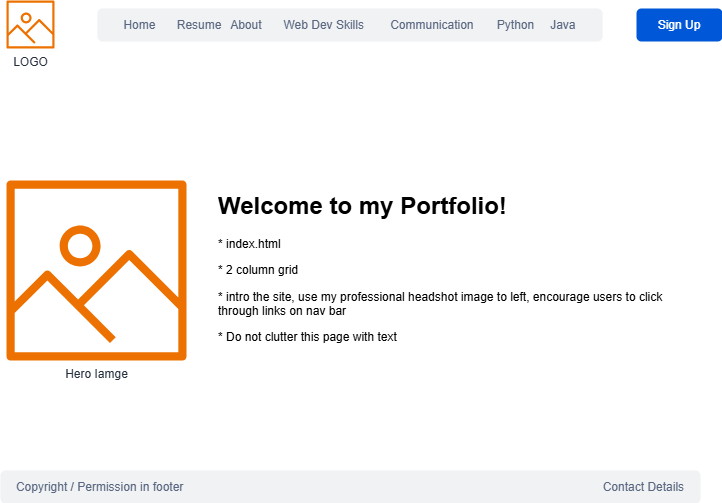 Home Resume About Web Dev Skills Communication Python Java Sign Up
LOGO
Welcome to my Portfolio!
* index.html
* 2 column grid
* intro the site, use my professional headshot image to left, encourage users to click
through links on nav bar
* Do not clutter this page with text
Hero Iamge
Copyright / Permission in footer Contact Details